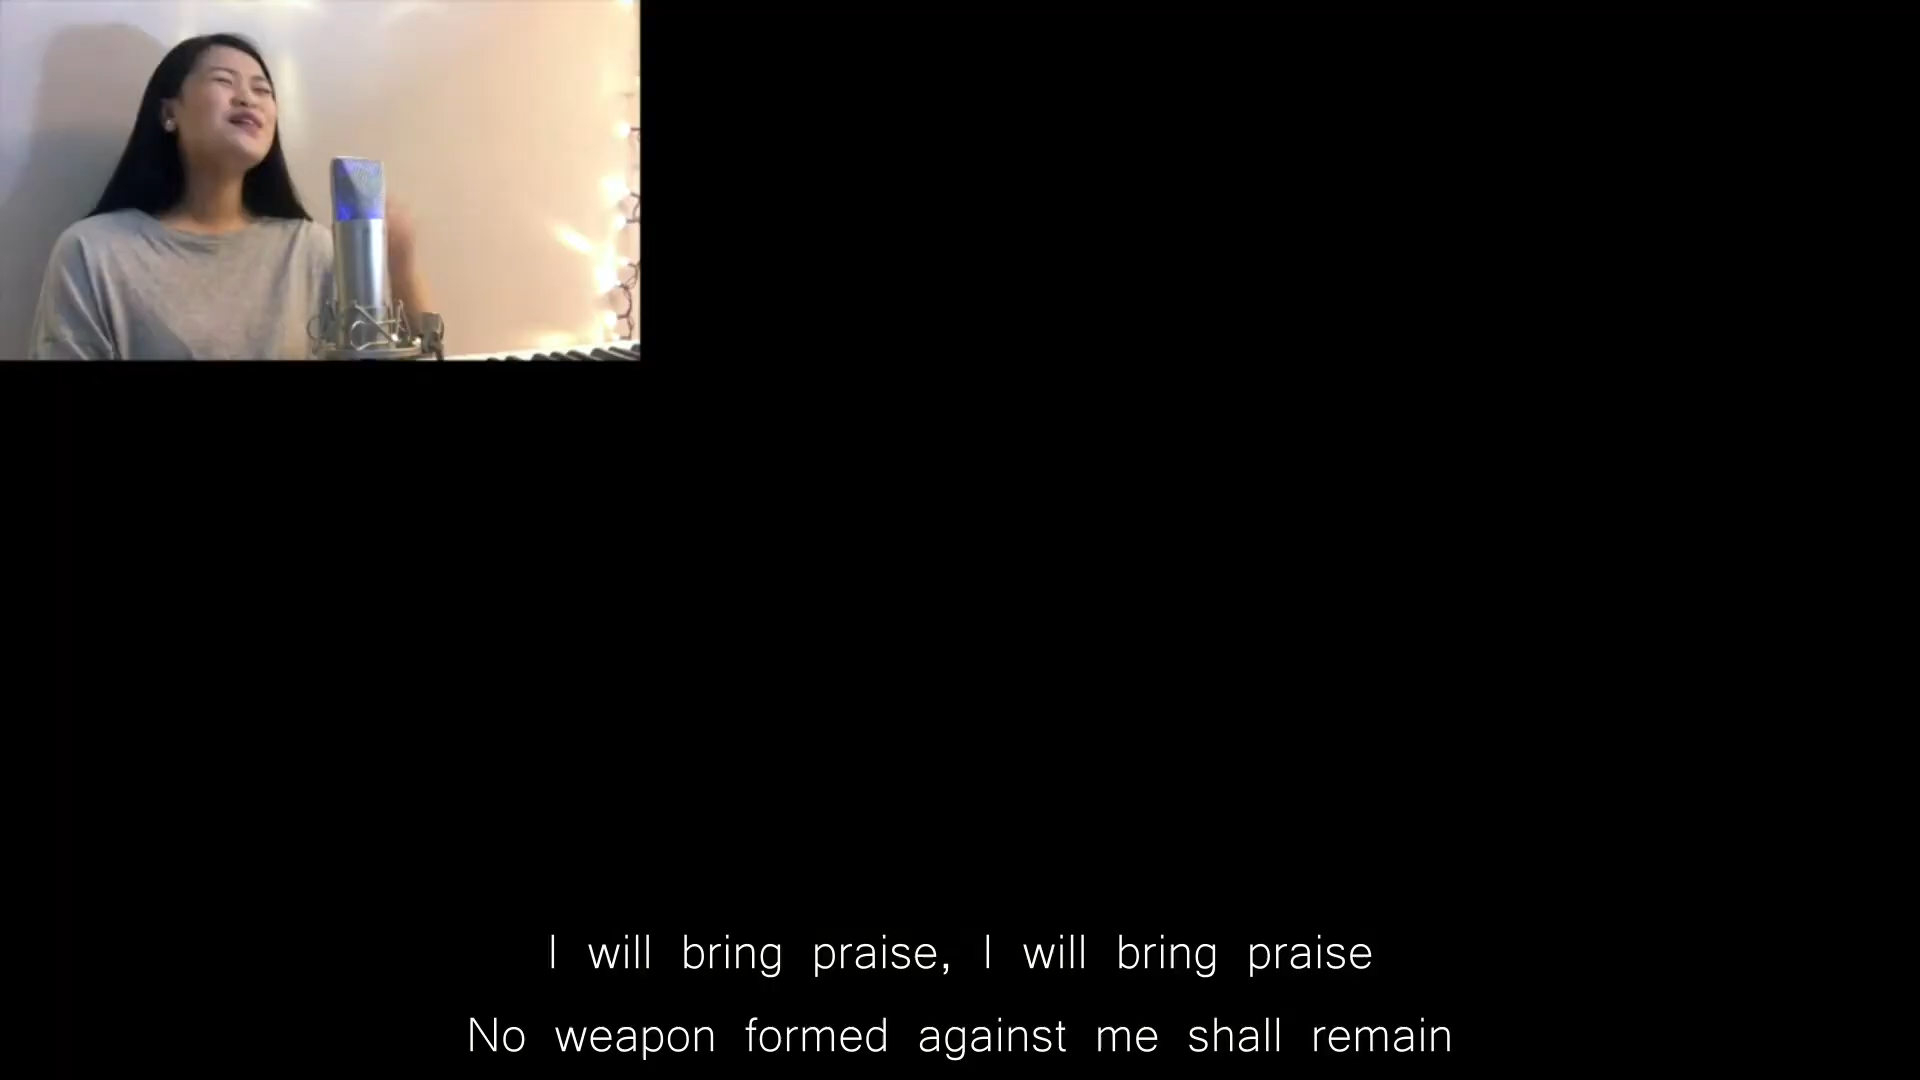 I will bring praise, I will bring praise
No weapon formed against me shall remain